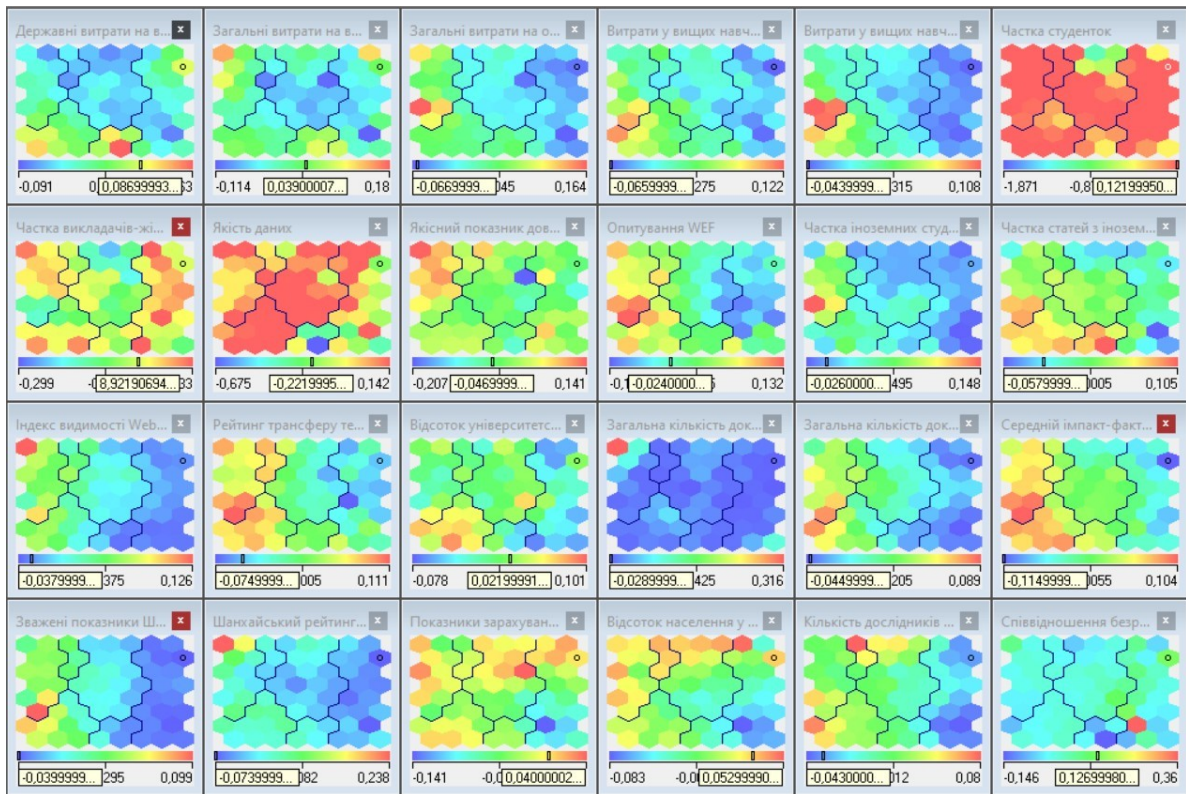 Державні витрати на в... x Загальні витрати на в... x Загальні витрати на о... x Витрати у вищих навч... x Витрати у вищих навч... x Частка студенток x
-0,091 0,08699993... 33 -0,114 0,03900007... 0,18 -0,0669999... 045 0,164 -0,0659999... 275 0,122 -0,0439999... 315 0,108 -1,871 -0,8 0,12199950...
Частка викладачів-жі... x Якість даних x Якісний показник дов... x Опитування WEF x Частка іноземних студ... x Частка статей з інозем... x
-0,299 8,92190694... 33 -0,675 -0,2219995... 0,142 -0,207 -0,0469999... 0,141 -0,0240000... 0,132 -0,0260000... 495 0,148 -0,0579999... 005 0,105
Індекс видимості Web... x Рейтинг трансферу те... x Відсоток університетс... x Загальна кількість док... x Загальна кількість док... x Середній імпакт-факт... x
-0,0379999... 375 0,126 -0,0749999... 005 0,111 -0,078 0,02199991... 0,101 -0,0289999... 425 0,316 -0,0449999... 205 0,089 -0,1149999... 055 0,104
Зважені показники Ш... x Шанхайський рейтинг... x Показники зарахуван... x Відсоток населення у ... x Кількість дослідників ... x Співвідношення безр... x
-0,0399999... 295 0,099 -0,0739999... 082 0,238 -0,141 0,04000002... -0,083 0,05299990... -0,0430000... 012 0,08 -0,146 0,12699980... 0,36